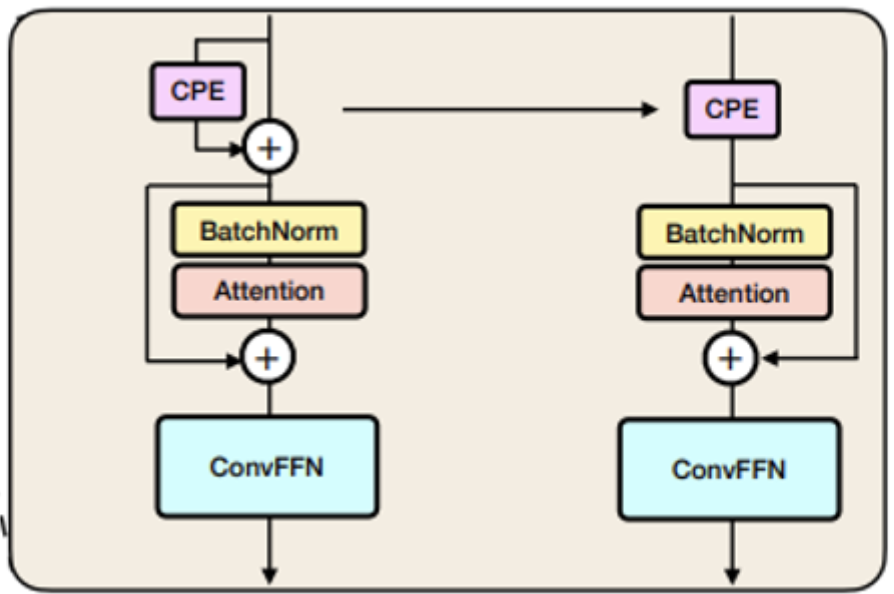 CPE
+
BatchNorm
Attention
+
ConvFFN
CPE
BatchNorm
Attention
+
ConvFFN